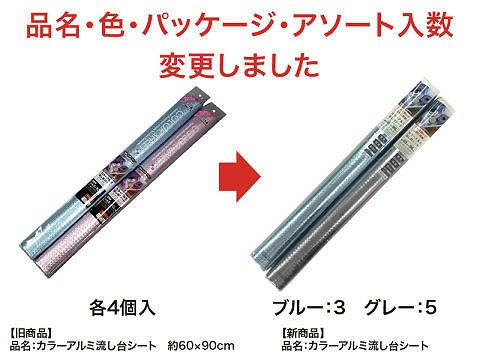 品名・色・パッケージ・アソート入数
変更しました
各4個入
ブルー:3 グレー:5
【旧商品】
品名:カラーアルミ流し台シート 約60×90cm
【新商品】
品名:カラーアルミ流し台シート